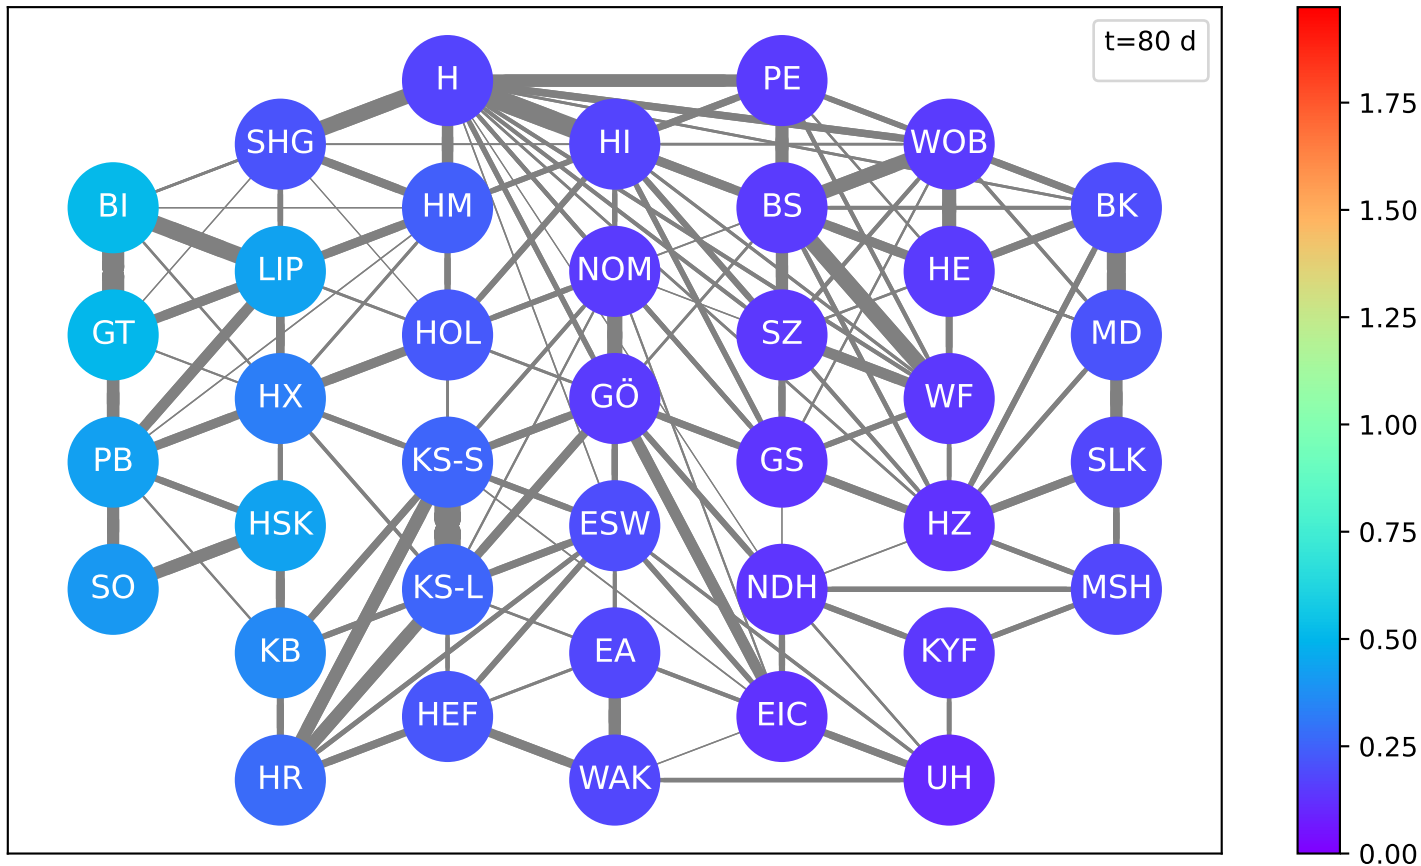 t=80 d
H
PE
SHG
HI
WOB
BI
HM
BS
BK
LIP
NOM
HE
GT
HOL
SZ
MD
HX
GÖ
WF
PB
KS-S
GS
SLK
HSK
ESW
HZ
SO
KS-L
NDH
MSH
KB
EA
KYF
HEF
EIC
HR
WAK
UH
1.75
1.50
1.25
1.00
0.75
0.50
0.25
0.00